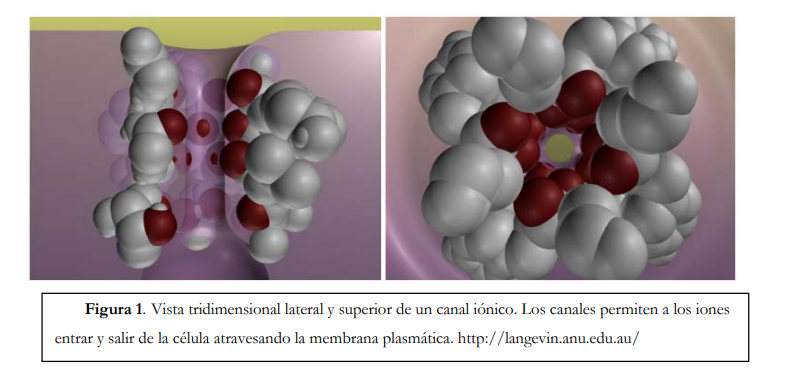 Figura 1. Vista tridimensional lateral y superior de un canal iónico. Los canales permiten a los iones
entrar y salir de la célula atravesando la membrana plasmática. http://langevin.anu.edu.au/